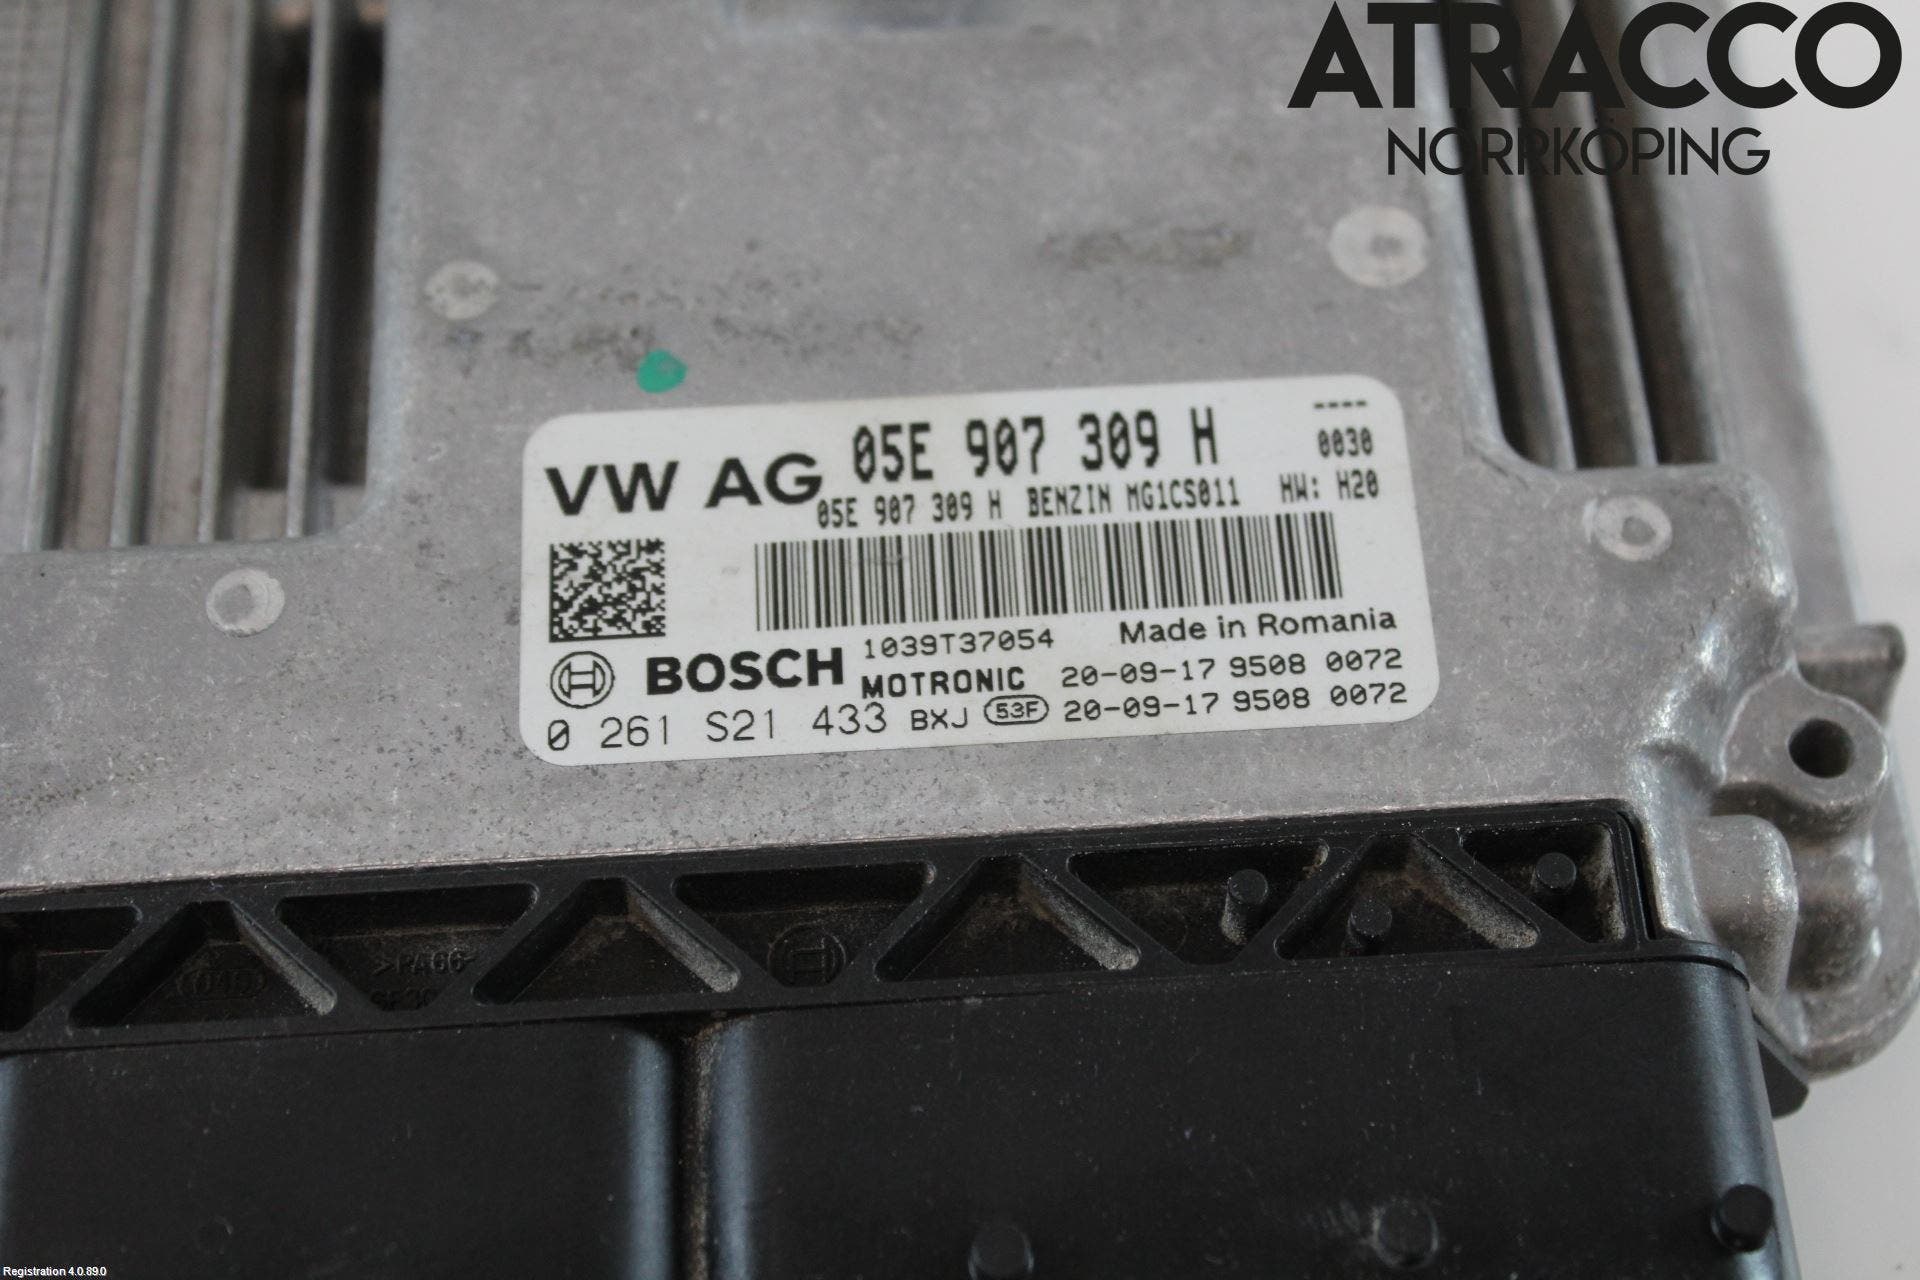 ATRACCO
NORRKÖPING
VW AG 05E 907 309 H ----
0030
05E 907 309 H BENZIN MG1CS011 HW: H20
1039T37054 Made in Romania
BOSCH MOTRONIC 20-09-17 9508 0072
0 261 S21 433 BXJ 53F 20-09-17 9508 0072
>PA66-
GF30
Registration 4.0.89.0